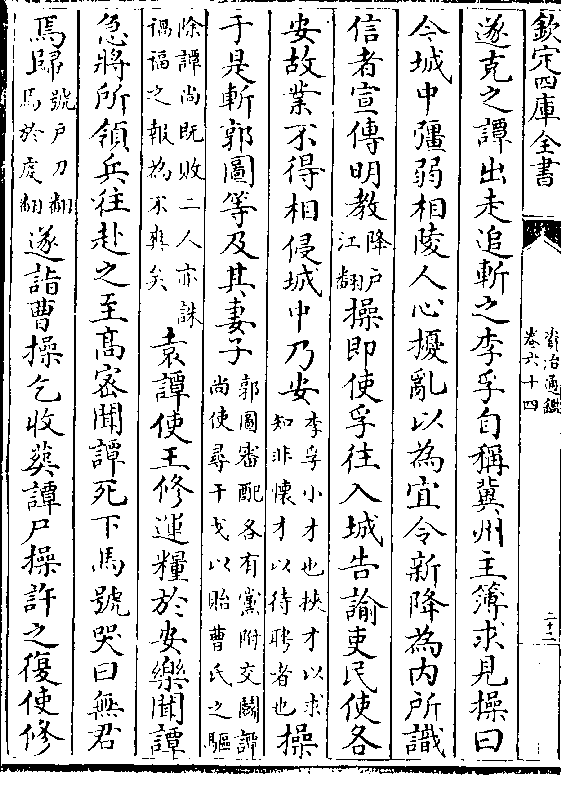 欽定四庫全書
資治通鑑
卷六十四
二十二
遂克之譚出走追斬之李孚自稱冀州主簿求見操曰
今城中彊弱相陵人心擾亂以為宜令新降為内所識
信者宣傳明教降户江翻操即使孚往入城告諭吏民使各
安故業不得相侵城中乃安李孚小才也挾才以求知非懷才以待聘者也操
于是斬郭圖等及其妻子郭圖審配各有黨附交鬭譚尚使尋干戈以貽曹氏之驅
除譚尚既敗二人亦誅禍福之報為不爽矣袁譚使王修運糧於安樂聞譚
急將所領兵往赴之至髙宻聞譚死下馬號哭曰無君
焉歸號户刀翻焉於虔翻遂詣曹操乞收葬譚尸操許之復使修